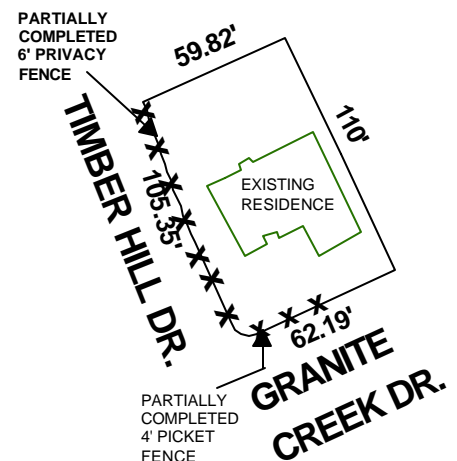 PARTIALLY
COMPLETED
6' PRIVACY
FENCE
59.82'
110'
TIMBER HILL DR.
105.35'
EXISTING
RESIDENCE
62.19'
PARTIALLY
COMPLETED
4' PICKET
FENCE
GRANITE
CREEK DR.